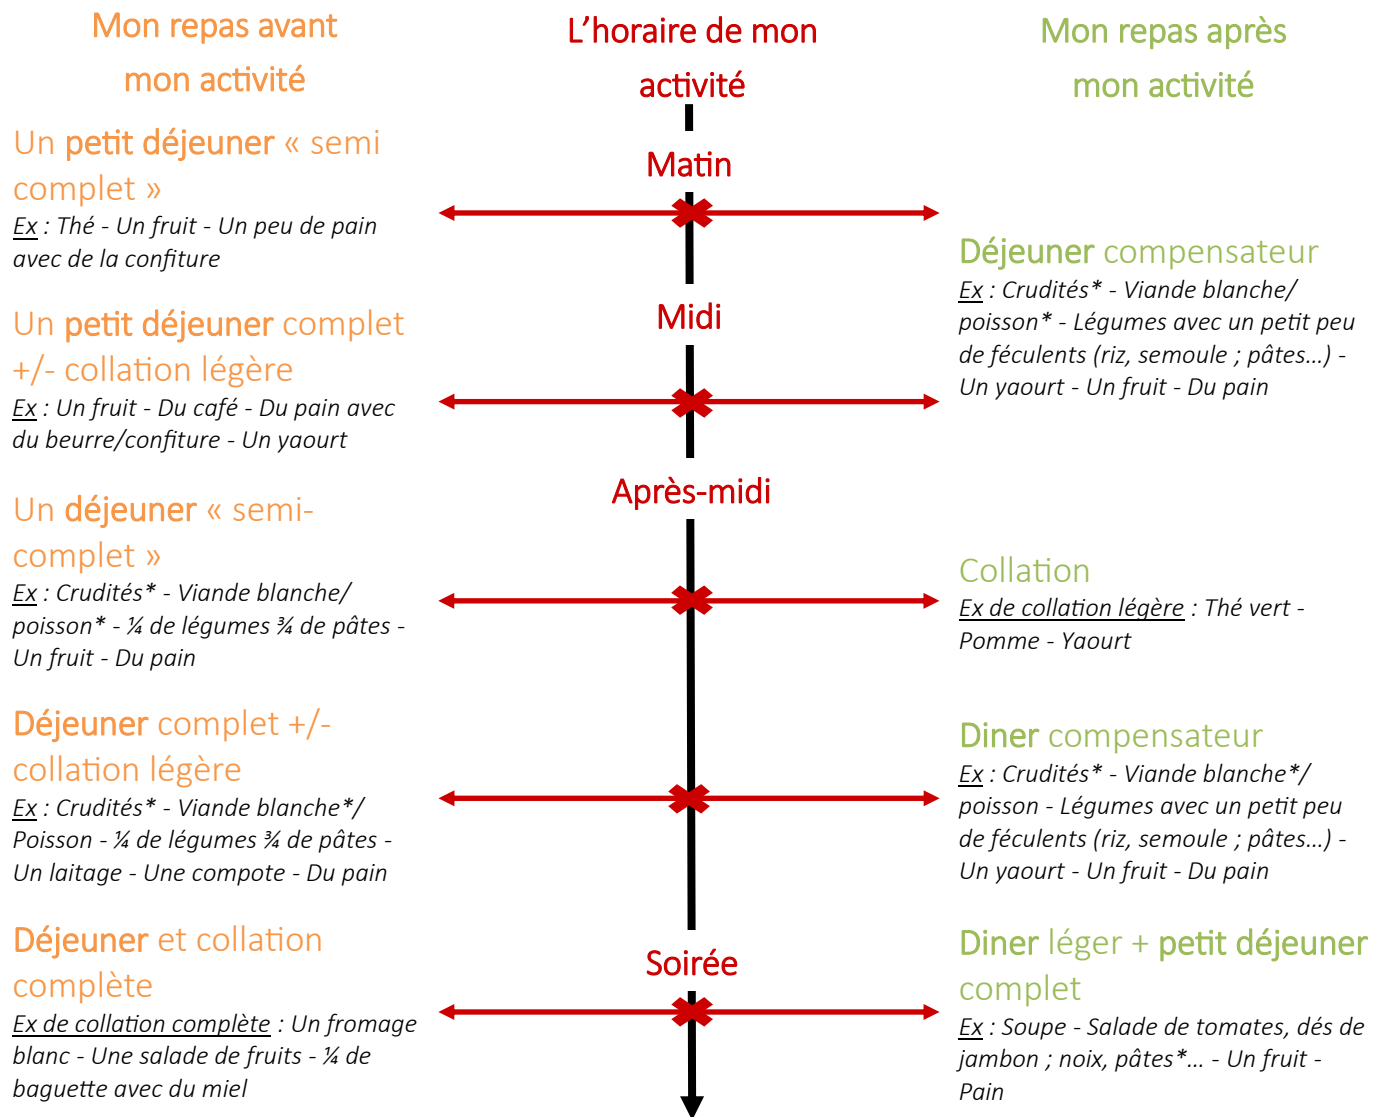 Mon repas avant
mon activité
Un petit déjeuner « semi
complet »
Ex : Thé - Un fruit - Un peu de pain
avec de la confiture
Un petit déjeuner complet
+/- collation légère
Ex : Un fruit - Du café - Du pain avec
du beurre/confiture - Un yaourt
Un déjeuner « semi-
complet »
Ex : Crudités* - Viande blanche/
poisson* - ¼ de légumes ¾ de pâtes -
Un fruit - Du pain
Déjeuner complet +/-
collation légère
Ex : Crudités* - Viande blanche*/
Poisson - ¼ de légumes ¾ de pâtes -
Un laitage - Une compote - Du pain
Déjeuner et collation
complète
Ex de collation complète : Un fromage
blanc - Une salade de fruits - ¼ de
baguette avec du miel
L’horaire de mon
activité
Matin
Midi
Après-midi
Soirée
Mon repas après
mon activité
Déjeuner compensateur
Ex : Crudités* - Viande blanche/
poisson* - Légumes avec un petit peu
de féculents (riz, semoule ; pâtes…) -
Un yaourt - Un fruit - Du pain
Collation
Ex de collation légère : Thé vert -
Pomme - Yaourt
Diner compensateur
Ex : Crudités* - Viande blanche*/
poisson - Légumes avec un petit peu
de féculents (riz, semoule ; pâtes…) -
Un yaourt - Un fruit - Du pain
Diner léger + petit déjeuner
complet
Ex : Soupe - Salade de tomates, dés de
jambon ; noix, pâtes*… - Un fruit -
Pain